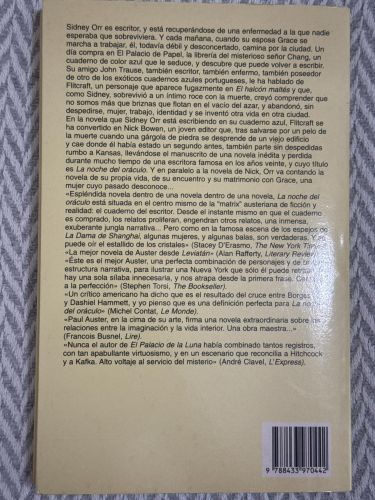 Sidney Orr es escritor, y está recuperándose de una enfermedad a la que nadie
esperaba que sobreviviera. Y cada mañana, cuando su esposa Grace se
marcha a trabajar, él, todavía débil y desconcertado, camina por la ciudad. Un
día compra en El Palacio de Papel, la librería del misterioso señor Chang, un
cuaderno de color azul que le seduce, y descubre que puede volver a escribir.
Su amigo John Trause, también escritor, también enfermo, también poseedor
de otro de los exóticos cuadernos azules portugueses, le ha hablado de
Flitcraft, un personaje que aparece fugazmente en El halcón maltés y que,
como Sidney, sobrevivió a un íntimo roce con la muerte, creyó comprender que
no somos más que briznas que flotan en el vacío del azar, y abandonó, sin
despedirse, mujer, trabajo, identidad y se inventó otra vida en otra ciudad.
En la novela que Sidney Orr está escribiendo en su cuaderno azul, Flitcraft se
ha convertido en Nick Bowen, un joven editor que, tras salvarse por un pelo de
la muerte cuando una gárgola de piedra se desprende de un viejo edificio
y cae donde él había estado un segundo antes, también parte sin despedidas
rumbo a Kansas, llevándose el manuscrito de una novela inédita y perdida
durante mucho tiempo de una escritora famosa en los años veinte, y cuyo título
es La noche del oráculo. Y en paralelo a la novela de Nick, Orr va contando la
novela de su propia vida, de su encuentro y su matrimonio con Grace, una
mujer cuyo pasado desconoce...
«Espléndida novela dentro de una novela dentro de una novela, La noche del
oráculo está situada en el centro mismo de la "matrix" austeriana de ficción y
realidad: el cuaderno del escritor. Desde el instante mismo en que el cuaderno
es comprado, los relatos proliferan, engendran otros relatos, una inmensa,
exuberante jungla narrativa... Pero como en la famosa escena de los espejos de
La Dama de Shanghai, algunas mujeres, y algunas balas, son verdaderas. Y se
puede oír el estallido de los cristales» (Stacey D'Erasmo, The New York
«La mejor novela de Auster desde Leviatán» (Alan Rafferty, Literary Review).
«Éste es el mejor Auster, una perfecta combinación de personajes y de
estructura narrativa, para ilustrar una Nueva York que sólo él puede
hay una sola sílaba innecesaria, y nos atrapa desde la primera frase.
a la perfección» (Stephen Torsi, The Bookseller).
«Un crítico americano ha dicho que es el resultado del cruce entre Borges
y Dashiel Hammett, y yo pienso que es una definición perfecta para La
del oráculo» (Michel Contat, Le Monde).
«Paul Auster, en la cima de su arte, firma una novela extraordinaria sobre las
relaciones entre la imaginación y la vida interior. Una obra maestra...»
(Francois Busnel, Lire).
«Nunca el autor de El Palacio de la Luna había combinado tantos registros,
con tan apabullante virtuosismo, y en un escenario que reconcilia a Hitchcock
y a Kafka. Alto voltaje al servicio del misterio» (André Clavel, L'Express).
9 788433 970442